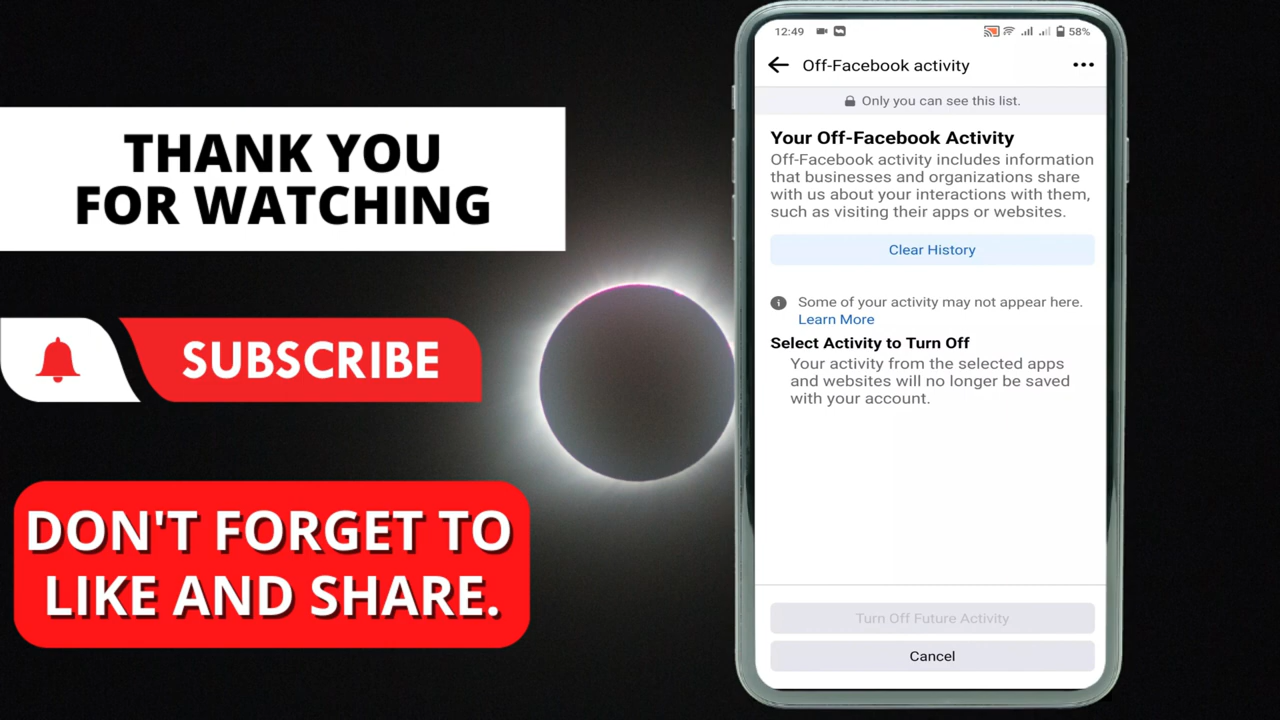 THANK YOU
FOR WATCHING
SUBSCRIBE
DON'T FORGET TO
LIKE AND SHARE.
12:49
58%
Off-Facebook activity
Only you can see this list.
Your Off-Facebook Activity
Off-Facebook activity includes information
that businesses and organizations share
with us about your interactions with them,
such as visiting their apps or websites.
Clear History
Some of your activity may not appear here.
Learn More
Select Activity to Turn Off
Your activity from the selected apps
and websites will no longer be saved
with your account.
Turn Off Future Activity
Cancel